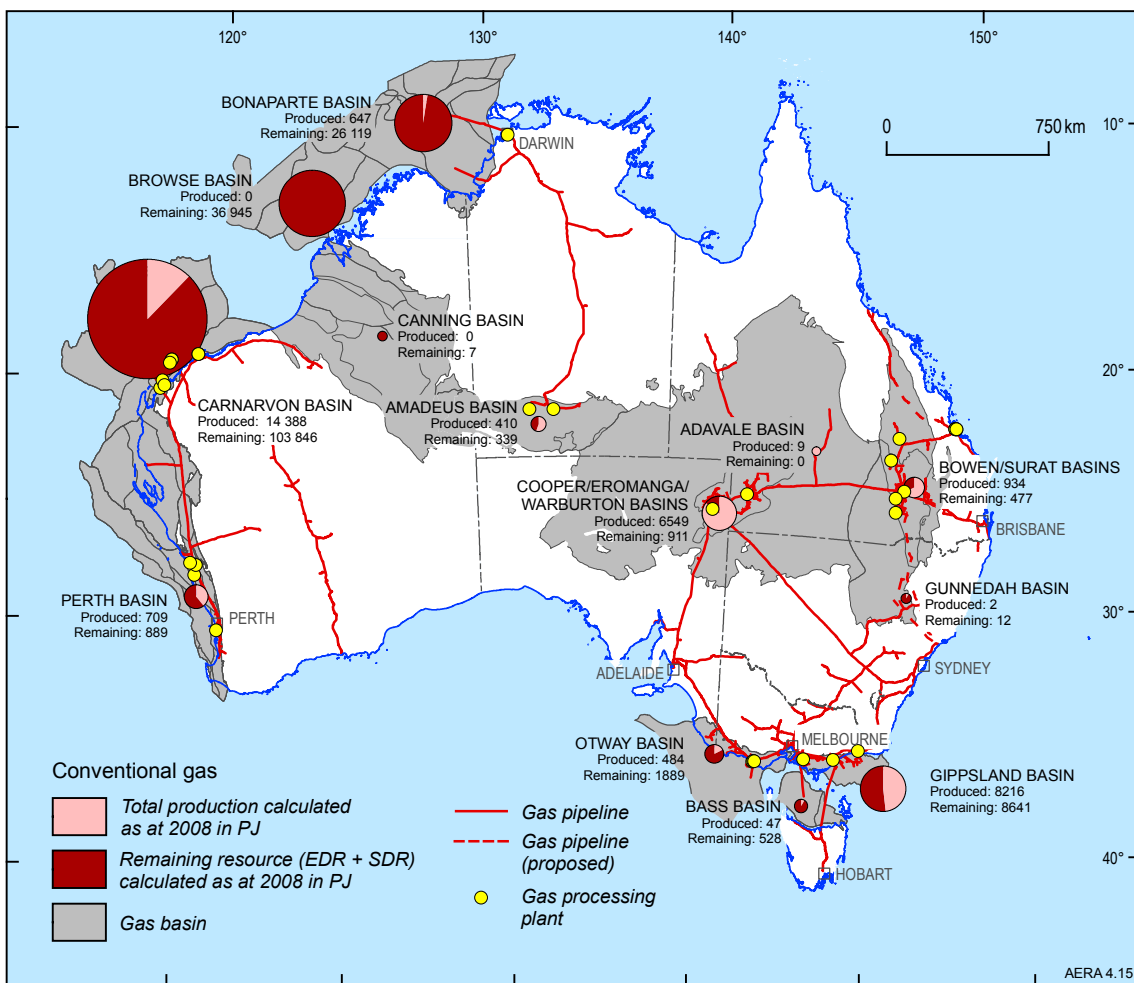 120°
130°
140°
150°
BONAPARTE BASIN
Produced: 647
Remaining: 26 119
DARWIN
0
750 km
10°
BROWSE BASIN
Produced: 0
Remaining: 36 945
CANNING BASIN
Produced: 0
Remaining: 7
20°
CARNARVON BASIN
Produced: 14 388
Remaining: 103 846
AMADEUS BASIN
Produced: 410
Remaining: 339
ADAVALE BASIN
Produced: 9
Remaining: 0
BOWEN/SURAT BASINS
Produced: 934
Remaining: 477
COOPER/EROMANGA/
WARBURTON BASINS
Produced: 6549
Remaining: 911
BRISBANE
GUNNEDAH BASIN
Produced: 2
Remaining: 12
30°
PERTH BASIN
Produced: 709
Remaining: 889
PERTH
ADELAIDE
SYDNEY
OTWAY BASIN
Produced: 484
Remaining: 1889
MELBOURNE
GIPPSLAND BASIN
Produced: 8216
Remaining: 8641
BASS BASIN
Produced: 47
Remaining: 528
HOBART
40°
Conventional gas
Total production calculated
as at 2008 in PJ
Remaining resource (EDR + SDR)
calculated as at 2008 in PJ
Gas basin
Gas pipeline
Gas pipeline
(proposed)
Gas processing
plant
AERA 4.15